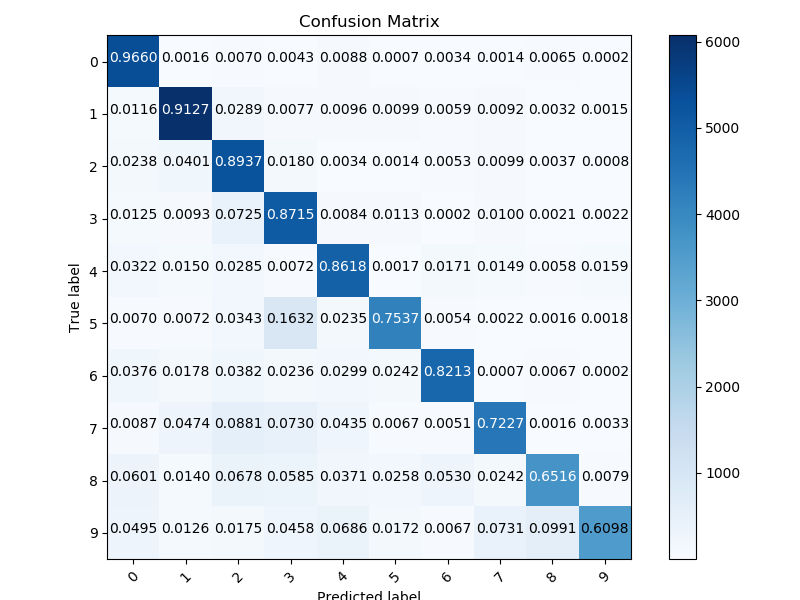 Confusion Matrix
0 0.9660 0.0016 0.0070 0.0043 0.0088 0.0007 0.0034 0.0014 0.0065 0.0002
1 0.0116 0.9127 0.0289 0.0077 0.0096 0.0099 0.0059 0.0092 0.0032 0.0015
2 0.0238 0.0401 0.8937 0.0180 0.0034 0.0014 0.0053 0.0099 0.0037 0.0008
3 0.0125 0.0093 0.0725 0.8715 0.0084 0.0113 0.0002 0.0100 0.0021 0.0022
4 0.0322 0.0150 0.0285 0.0072 0.8618 0.0017 0.0171 0.0149 0.0058 0.0159
5 0.0070 0.0072 0.0343 0.1632 0.0235 0.7537 0.0054 0.0022 0.0016 0.0018
6 0.0376 0.0178 0.0382 0.0236 0.0299 0.0242 0.8213 0.0007 0.0067 0.0002
7 0.0087 0.0474 0.0881 0.0730 0.0435 0.0067 0.0051 0.7227 0.0016 0.0033
8 0.0601 0.0140 0.0678 0.0585 0.0371 0.0258 0.0530 0.0242 0.6516 0.0079
9 0.0495 0.0126 0.0175 0.0458 0.0686 0.0172 0.0067 0.0731 0.0991 0.6098
0 1 2 3 4 5 6 7 8 9
True label
Predicted label
6000
5000
4000
3000
2000
1000